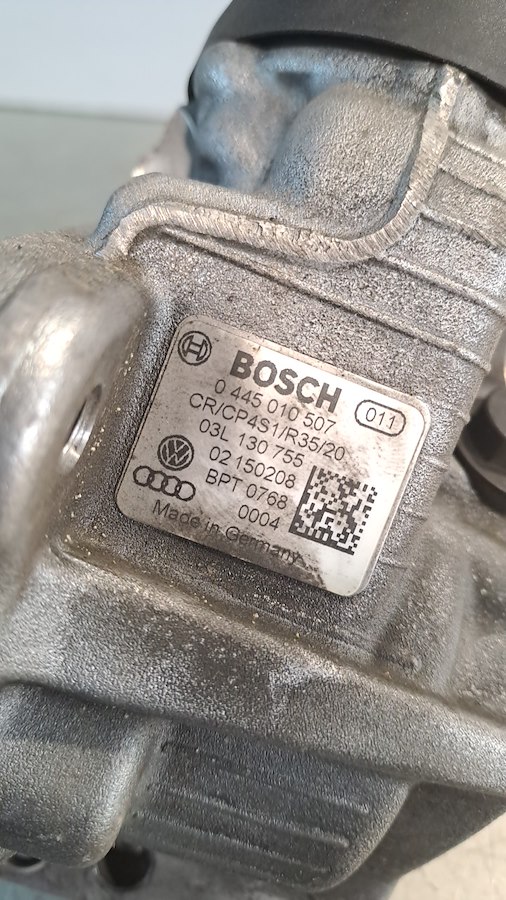 BOSCH
0 445 010 507
011
CR/CP4S1/R35/20
03L 130 755
02 150208
BPT 0768
0004
Made in Germany